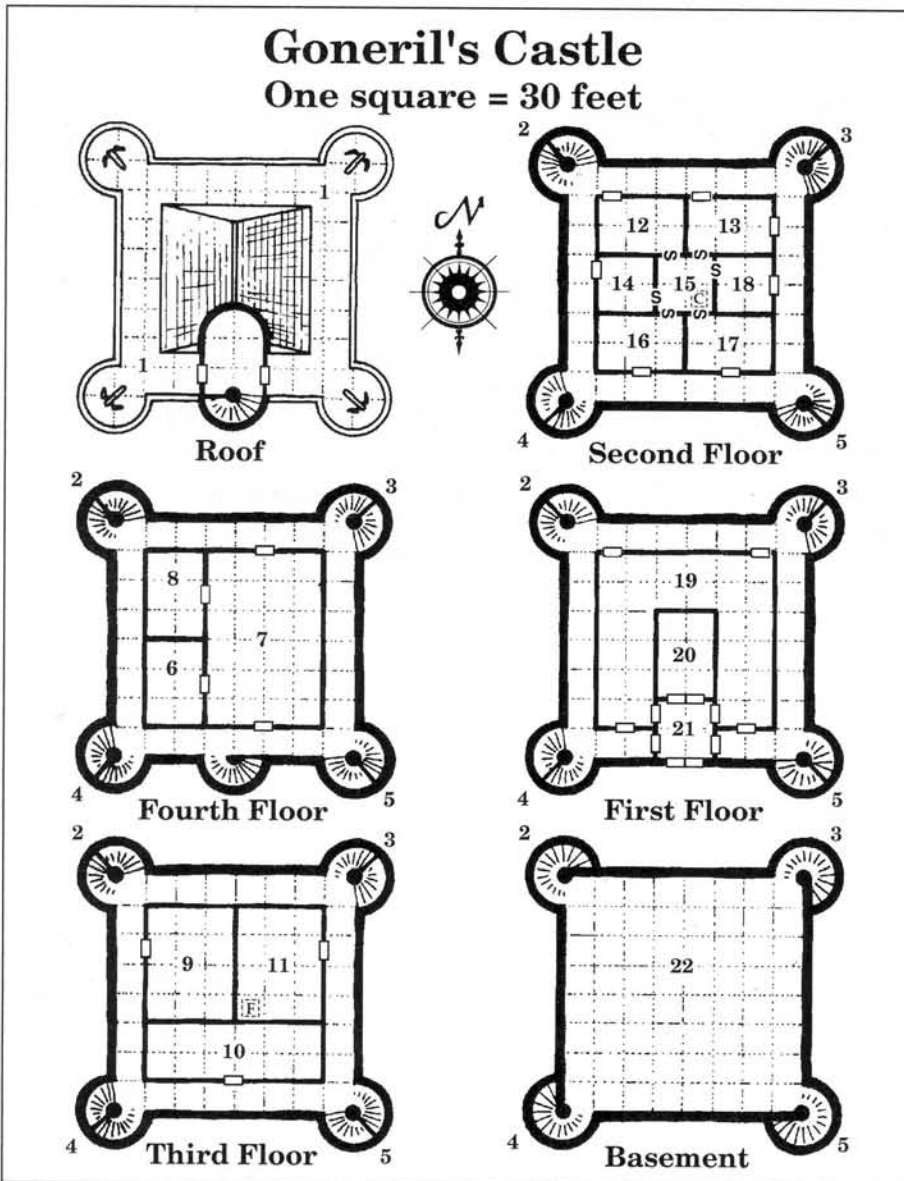 Goneril's Castle
One square = 30 feet
1
1
Roof
N
2
3
12
13
S
S
S
14
15
18
S
C
S
S
16
17
4
5
Second Floor
2
3
8
7
6
4
5
Fourth Floor
2
3
19
20
21
4
5
First Floor
2
3
9
11
F
10
4
5
Third Floor
2
3
22
4
5
Basement